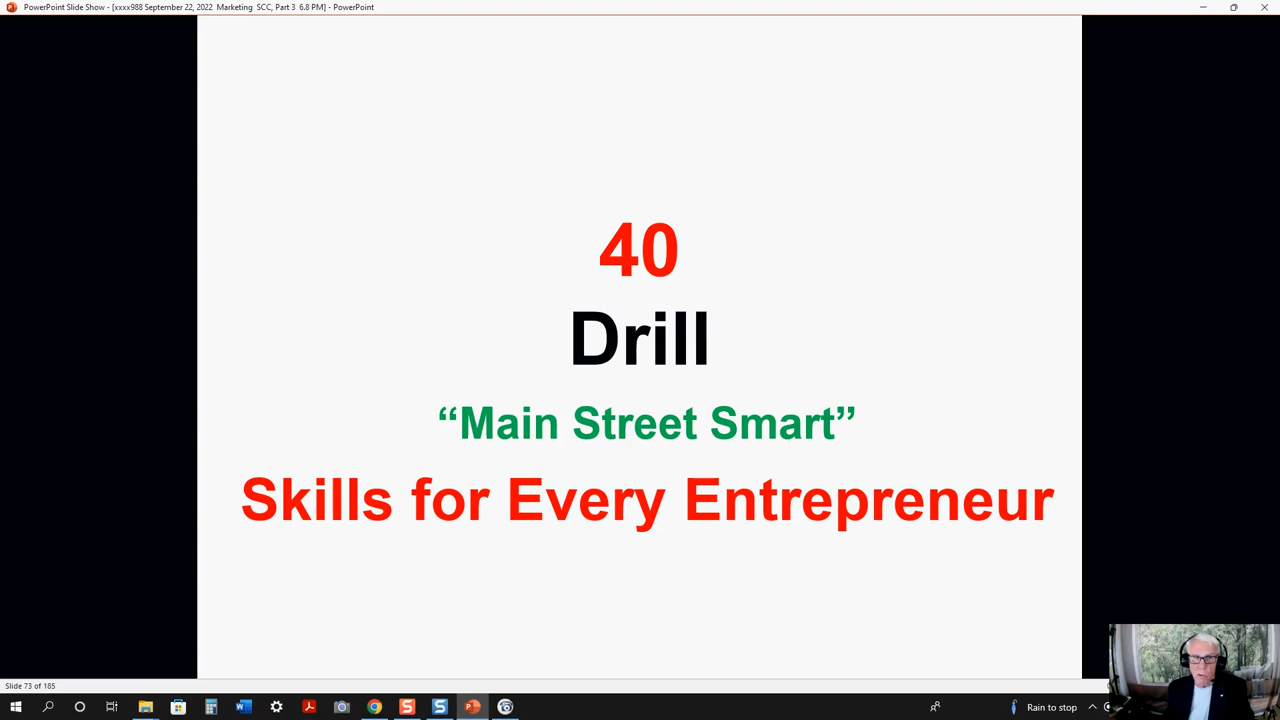 PowerPoint Slide Show - [xxxx988 September 22, 2022 Marketing SCC, Part 3 6.8 PM] - PowerPoint
40
Drill
“Main Street Smart”
Skills for Every Entrepreneur
Slide 73 of 185
Rain to stop